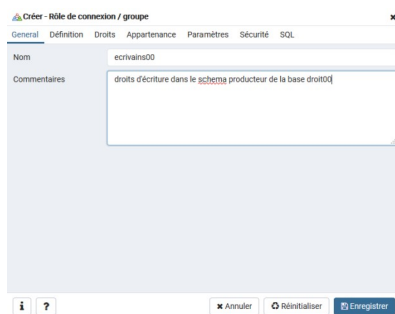 Créer - Rôle de connexion / groupe
General Définition Droits Appartenance Paramètres Sécurité SQL
Nom ecrivains00
Commentaires droits d'écriture dans le schema producteur de la base droit00
i ? Annuler Réinitialiser Enregistrer